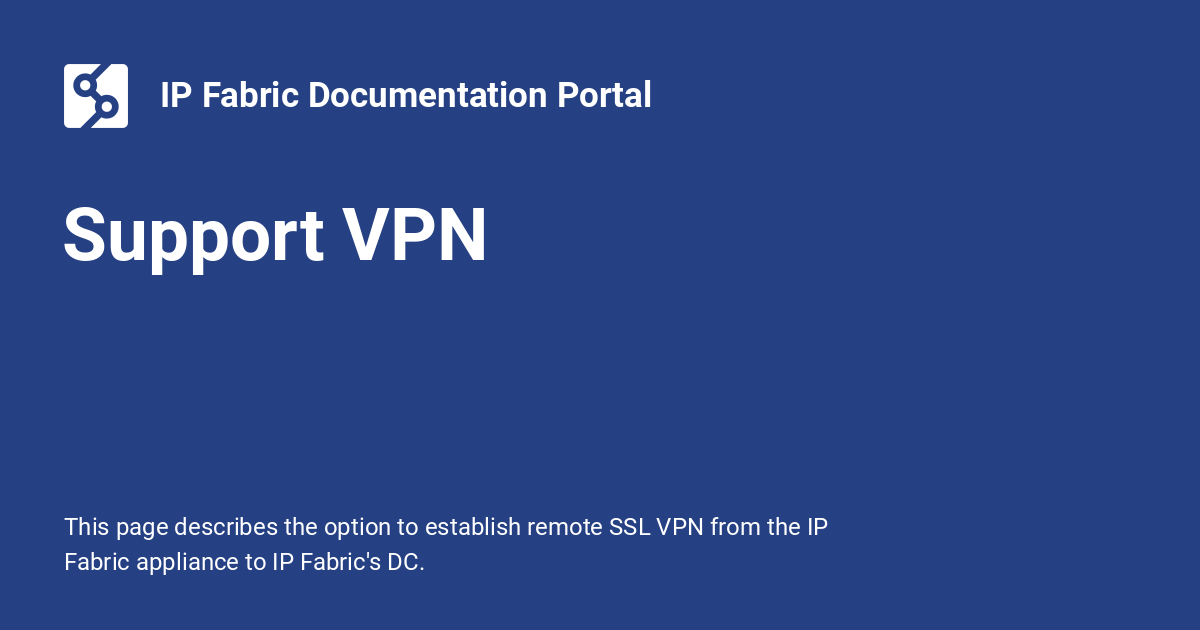 IP Fabric Documentation Portal
Support VPN
This page describes the option to establish remote SSL VPN from the IP
Fabric appliance to IP Fabric's DC.